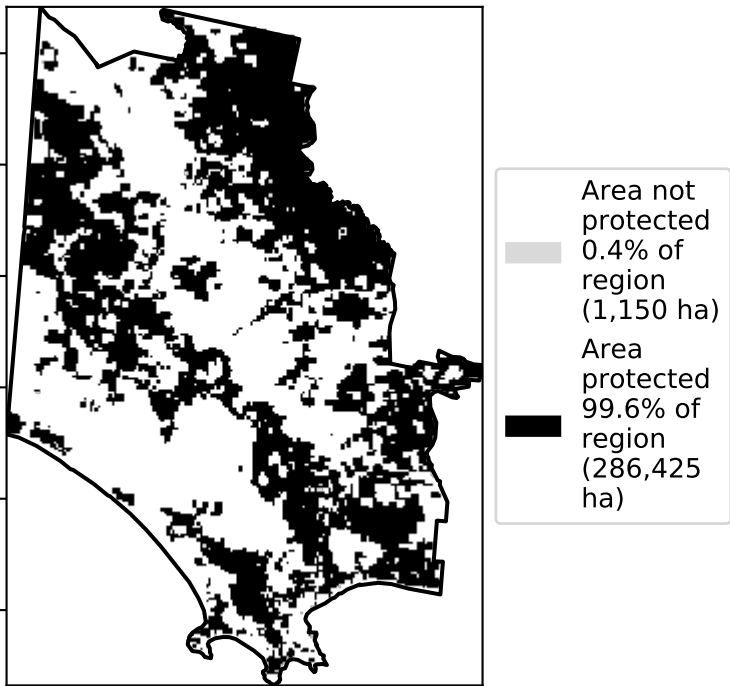 Area not
protected
0.4% of
region
(1,150 ha)
Area
protected
99.6% of
region
(286,425
ha)